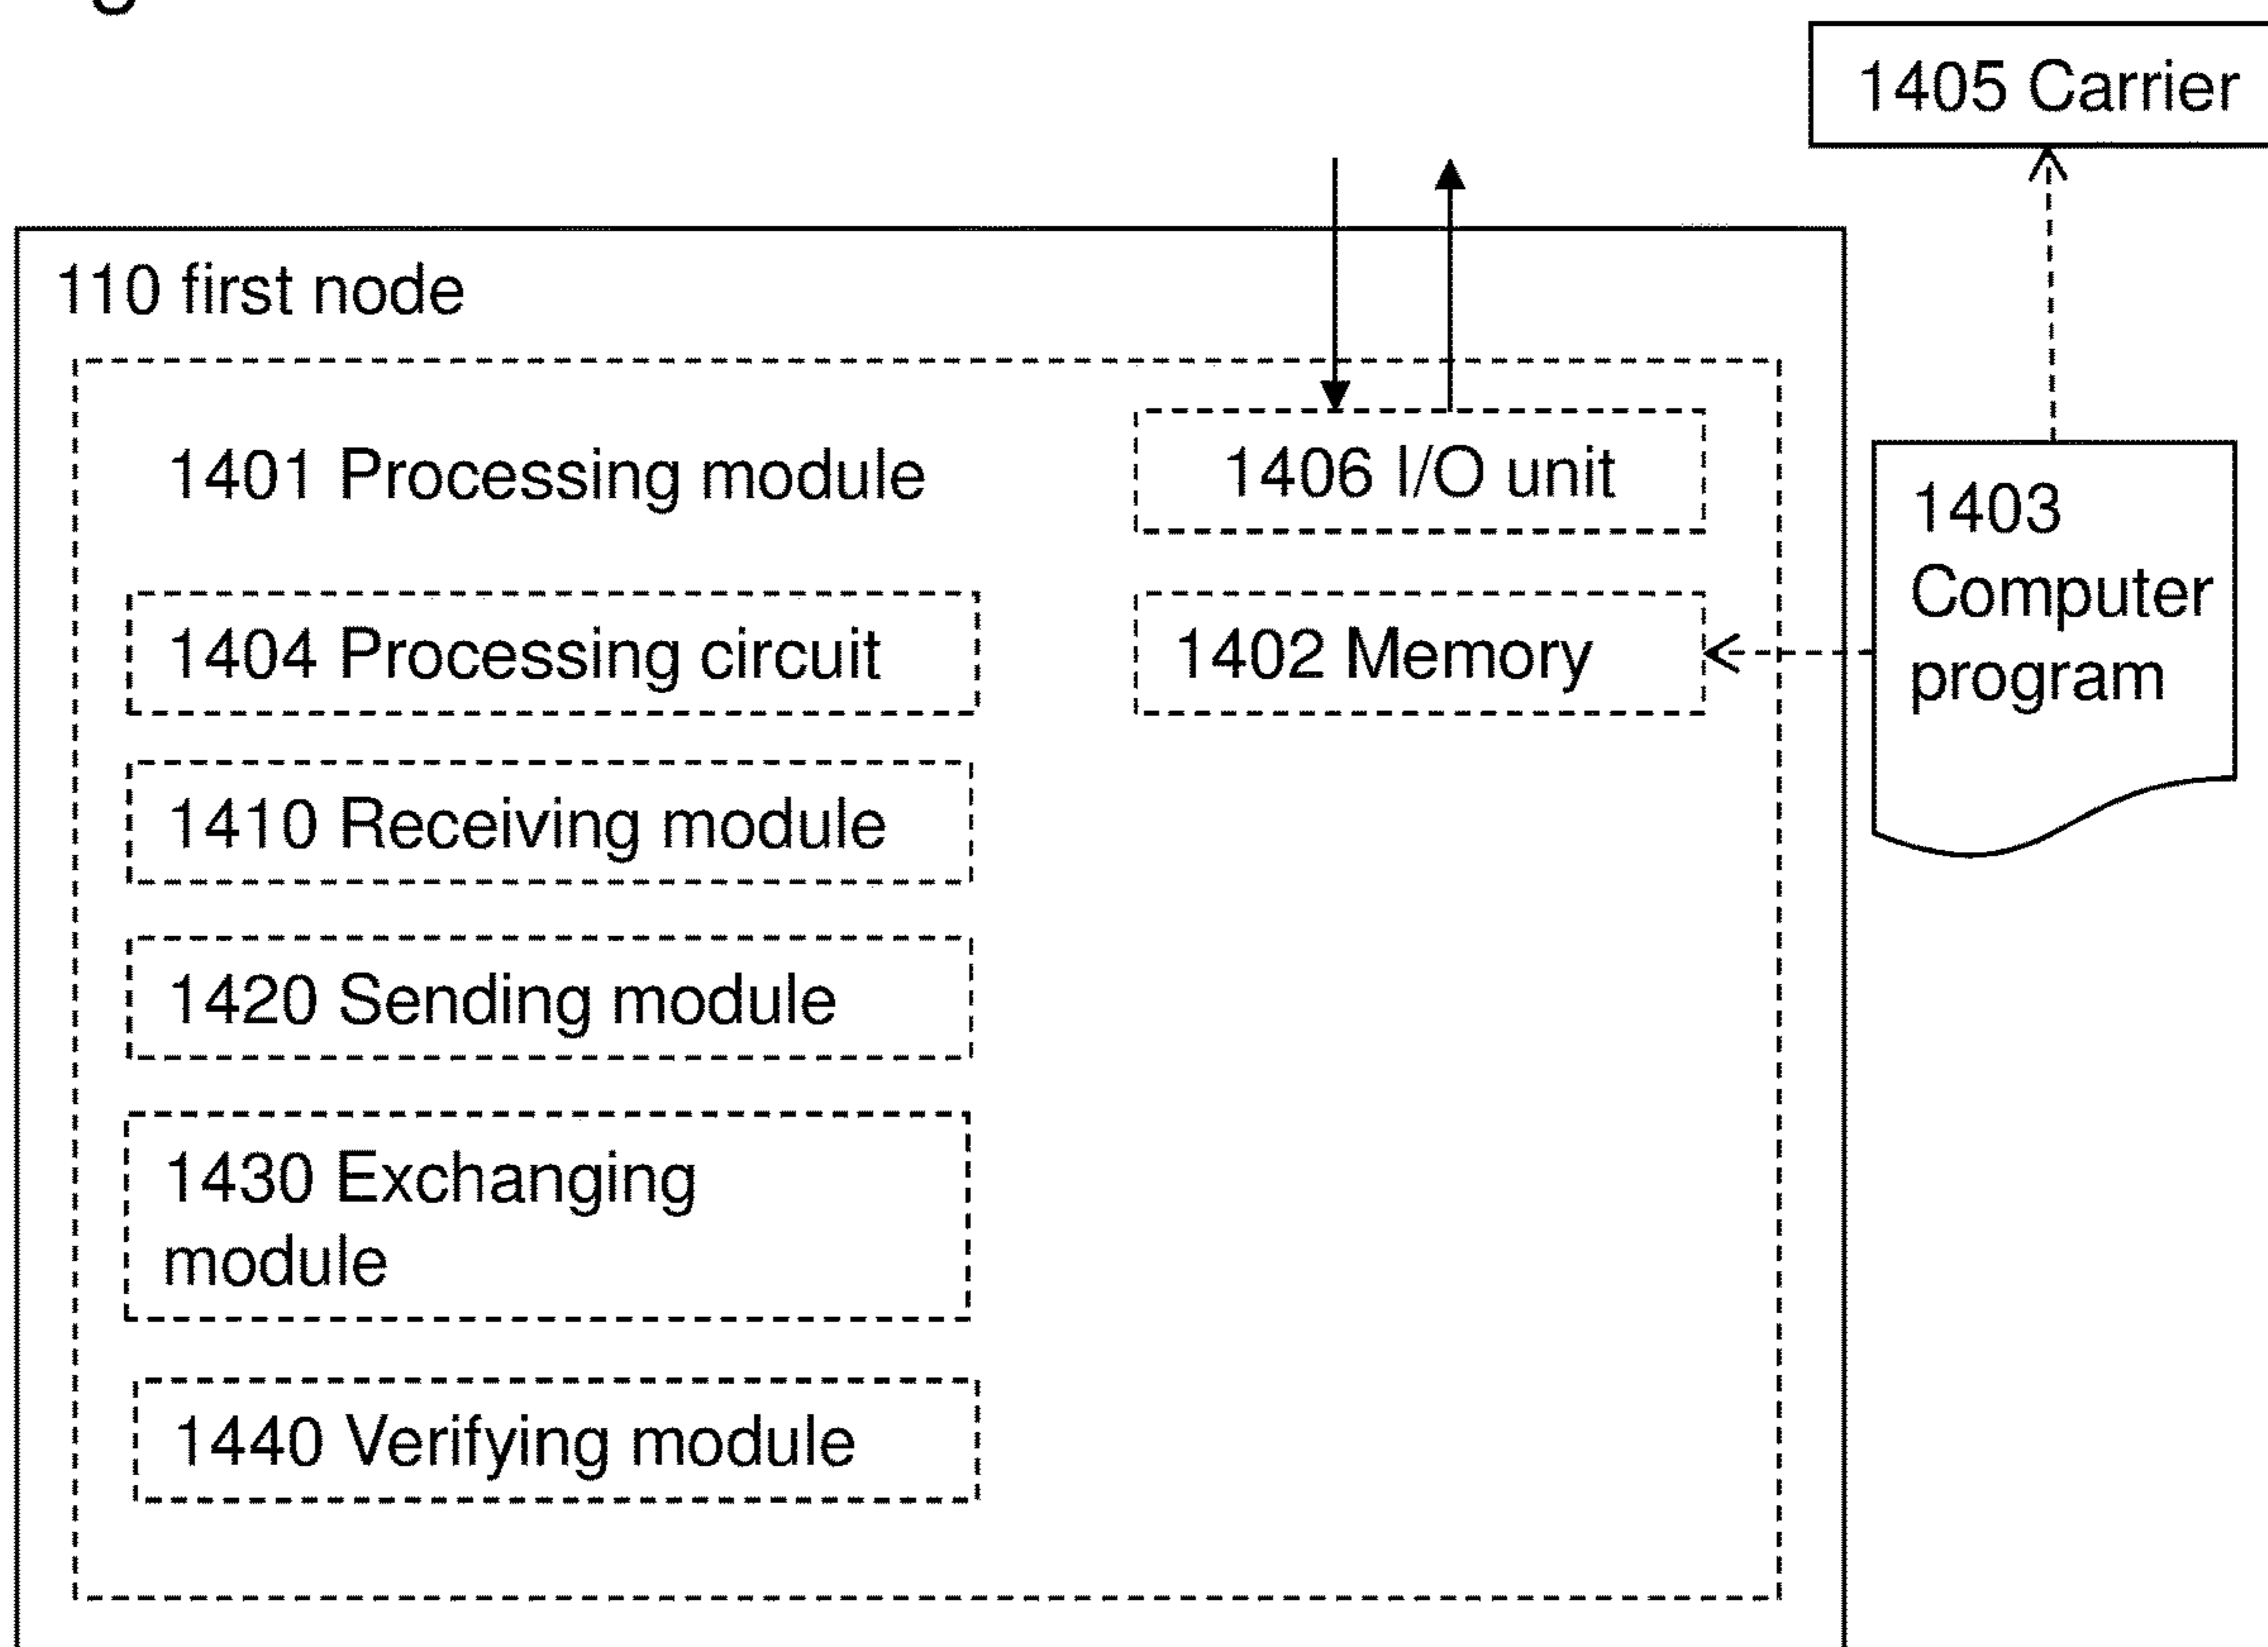 1405 Carrier
110 first node
1401 Processing module
1406 I/O unit
1403
Computer
program
1404 Processing circuit
1402 Memory
1410 Receiving module
1420 Sending module
1430 Exchanging
module
1440 Verifying module